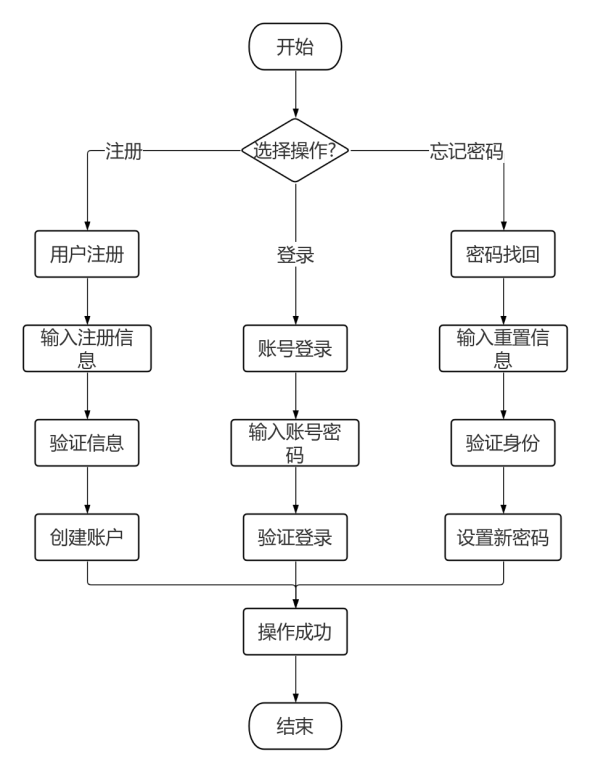 开始
选择操作?
注册
忘记密码
登录
用户注册
密码找回
输入注册信
息
账号登录
输入重置信
息
验证信息
输入账号密
码
验证身份
创建账户
验证登录
设置新密码
操作成功
结束